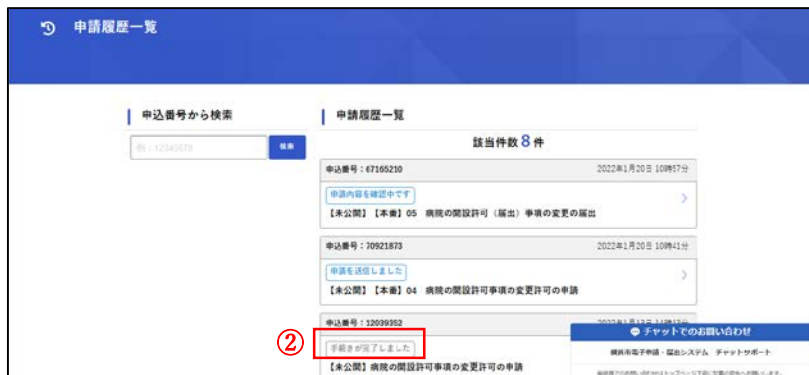 申請履歴一覧
申込番号から検索
例：12345678
検索
申請履歴一覧
該当件数8件
申込番号：67165210
2022年1月20日 10時57分
申請内容を確認中です
【未公開】【本番】05 病院の開設許可（届出）事項の変更の届出
申込番号：70921873
2022年1月20日 10時41分
申請を送信しました
【未公開】【本番】04 病院の開設許可事項の変更許可の申請
申込番号：12039352
②
手続きが完了しました
【未公開】病院の開設許可事項の変更許可の申請
チャットでのお問い合わせ
横浜市電子申請・届出システム チャットサポート